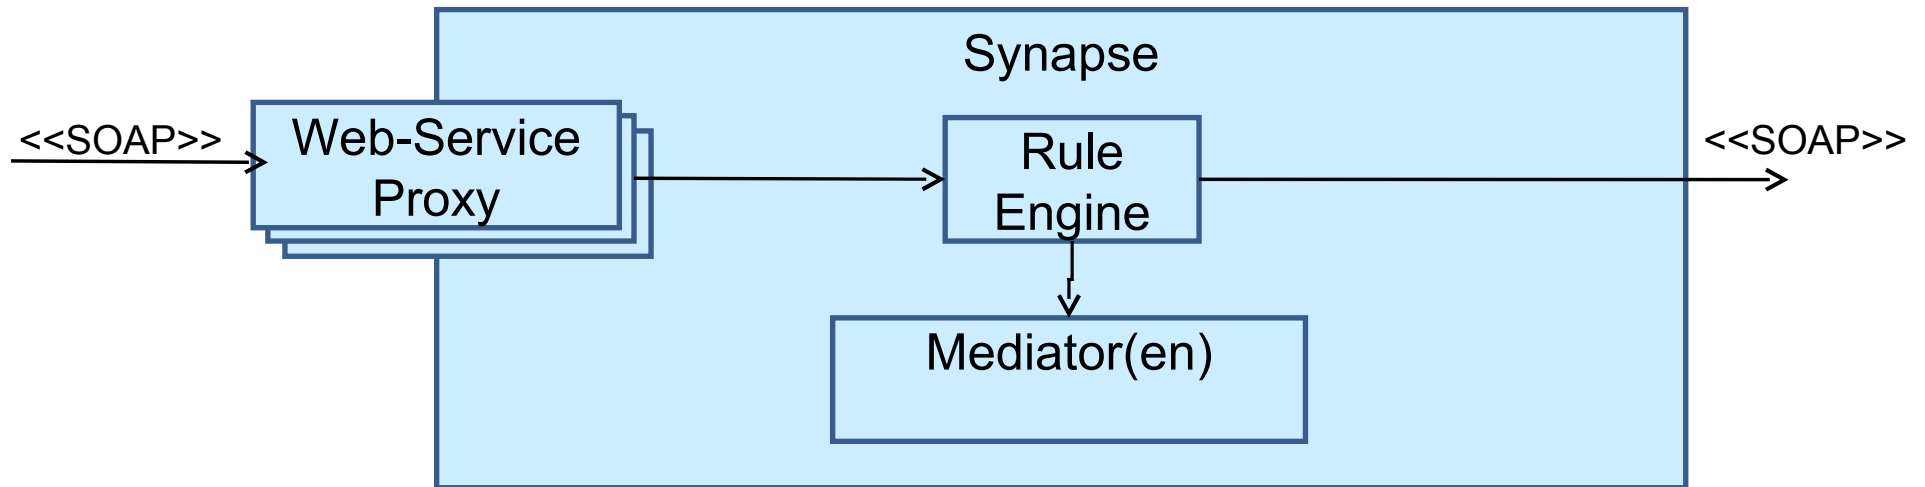 Synapse
<<SOAP>>
Web-Service
Proxy
Rule
Engine
<<SOAP>>
Mediator(en)